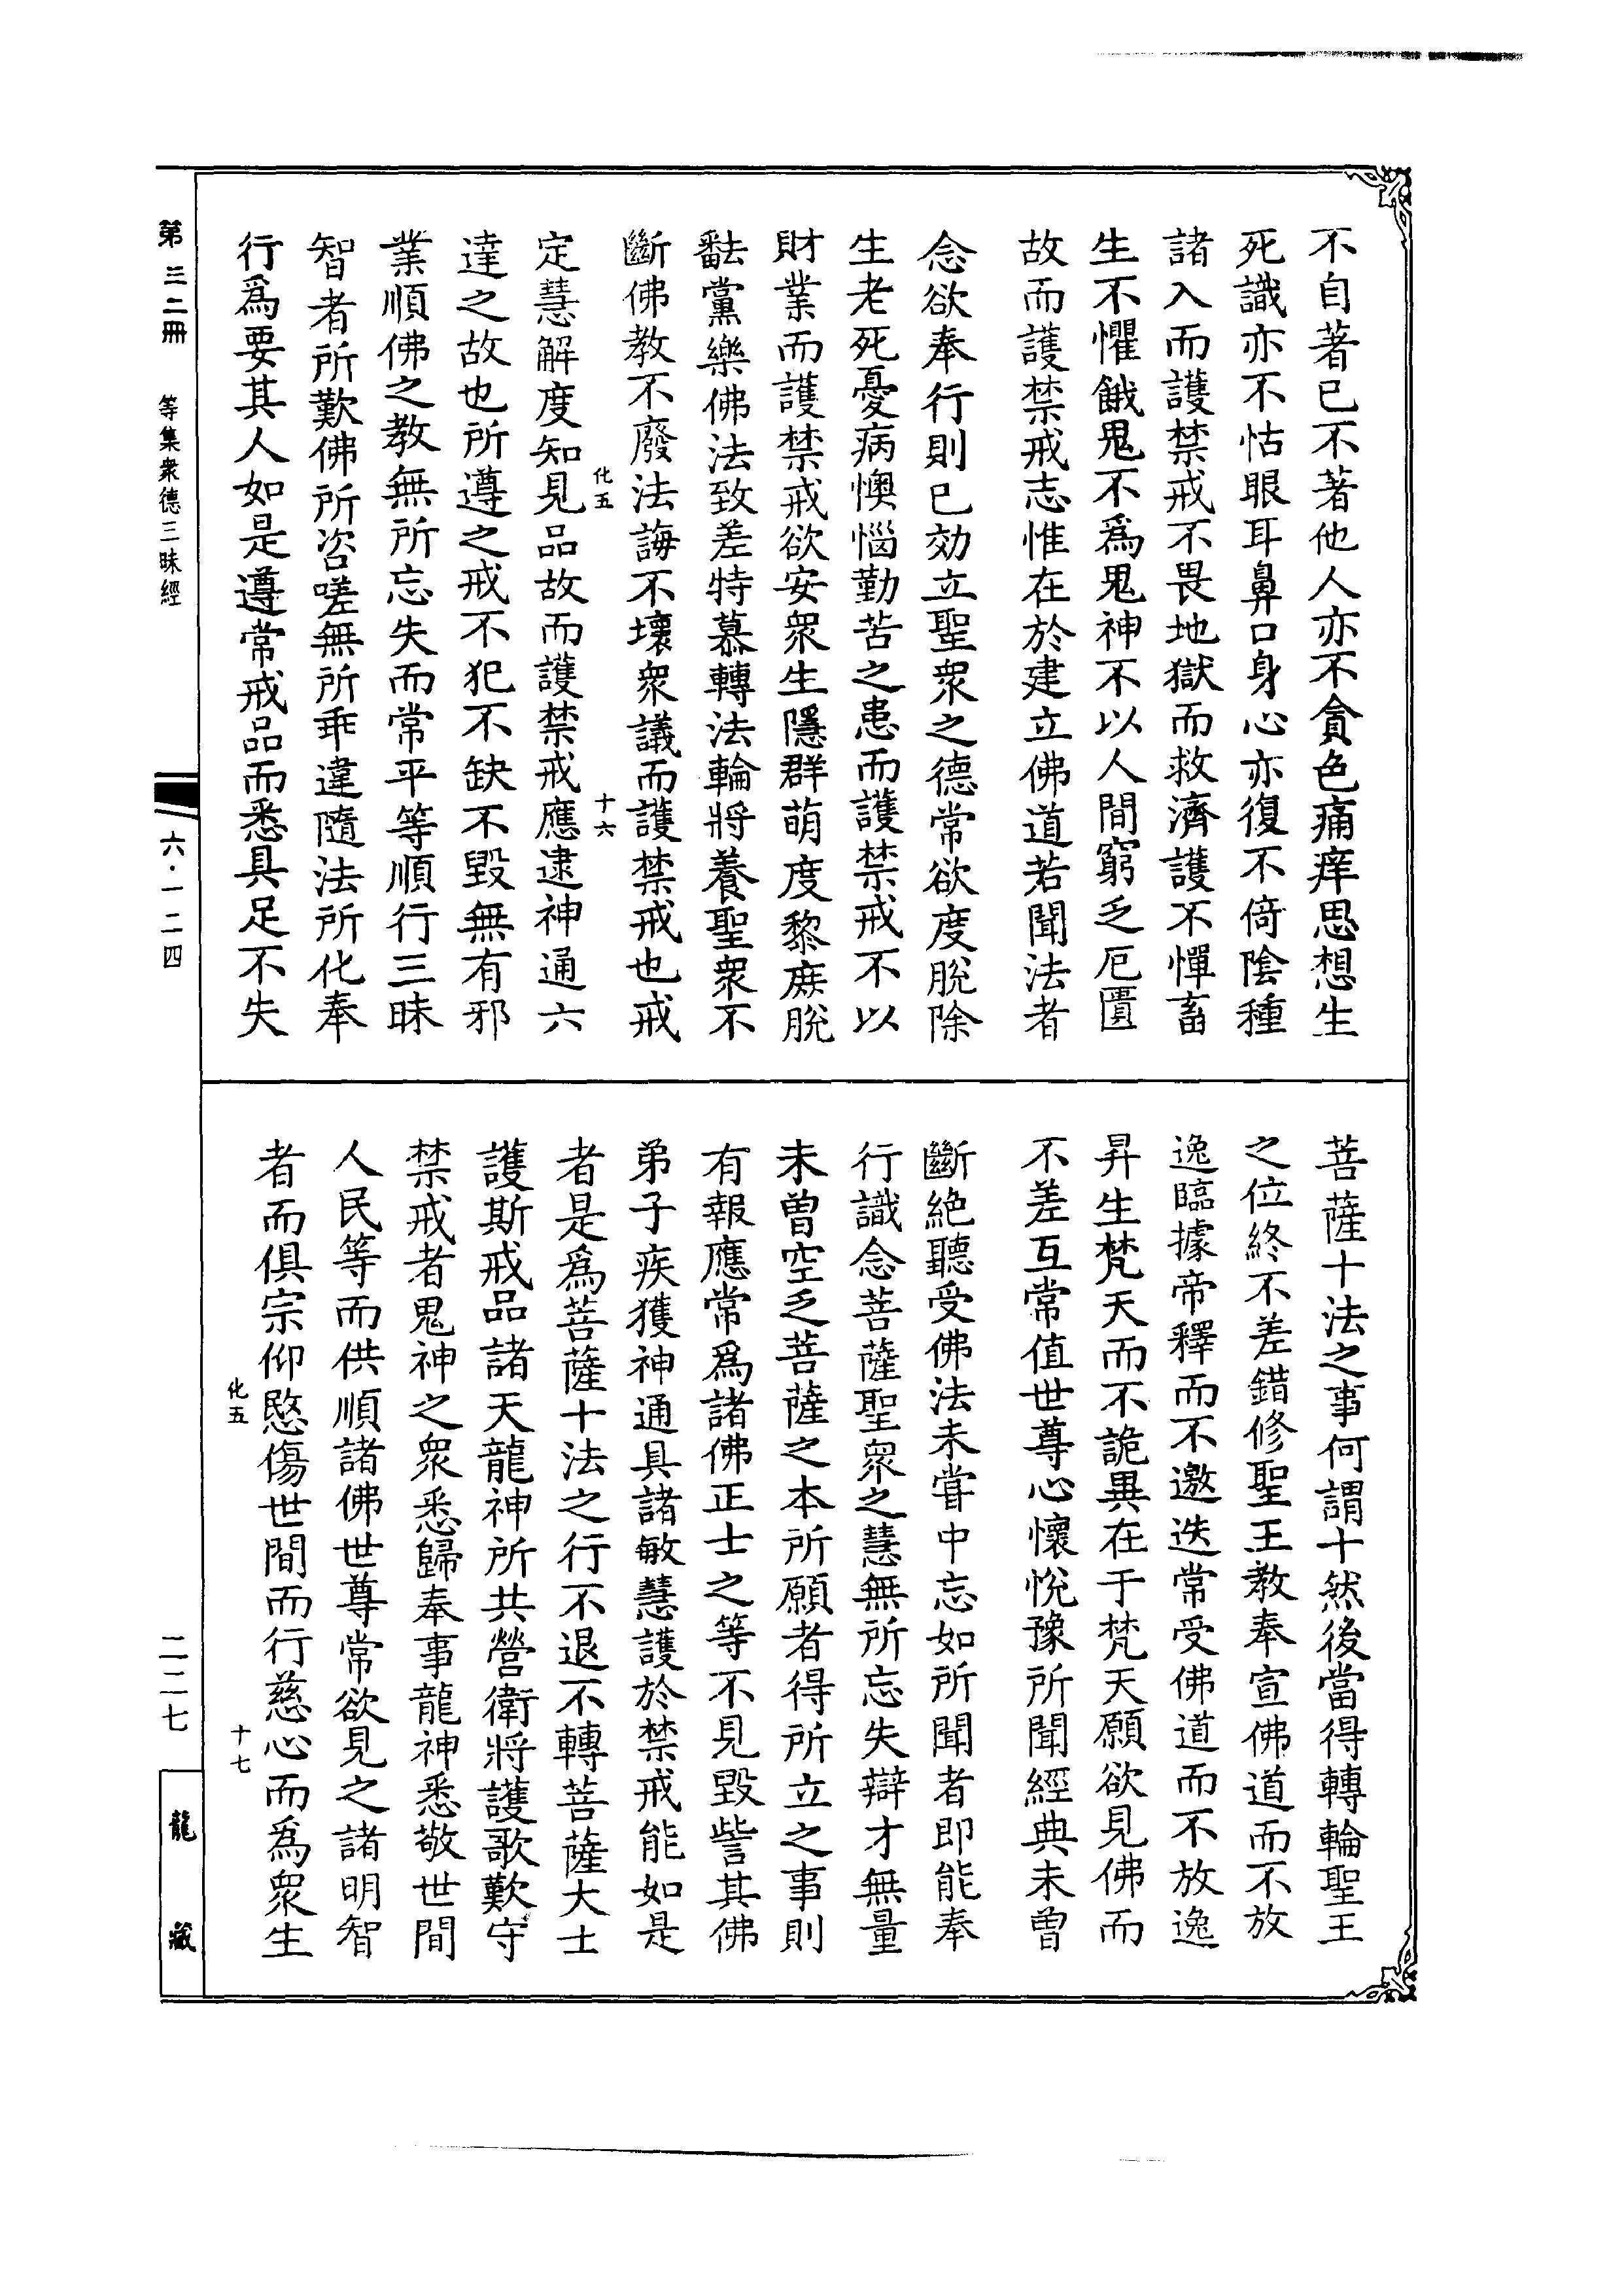 不自著已不著他人亦不貪色痛痒思想生
死識亦不怙眼耳鼻口身心亦復不倚陰種
諸入而護禁戒不畏地獄而救濟護不憚畜
生不懼餓鬼不爲鬼神不以人間窮乏厄匱
故而護禁戒志惟在於建立佛道若聞法者
念欲奉行則已効立聖衆之德常欲度脫除
生老死憂病懊惱勤苦之患而護禁戒不以
財業而護禁戒欲安衆生隱群萌度黎庶脫
翻黨樂佛法致差特慕轉法輪將養聖衆不
斷佛教不廢法誨不壞衆議而護禁戒也戒
化五 十六
定慧解度知見品故而護禁戒應逮神通六
達之故也所遵之戒不犯不缺不毀無有邪
業順佛之教無所忘失而常平等順行三昧
智者所歎佛所咨嗟無所乖違隨法所化奉
行爲要其人如是遵常戒品而悉具足不失
菩薩十法之事何謂十然後當得轉輪聖王
之位終不差錯修聖王教奉宣佛道而不放
逸臨據帝釋而不邀迭常受佛道而不放逸
昇生梵天而不詭異在于梵天願欲見佛而
不差互常值世尊心懷悅豫所聞經典未曾
斷絶聽受佛法未甞中忘如所聞者即能奉
行識念菩薩聖衆之慧無所忘失辯才無量
未曾空乏菩薩之本所願者得所立之事則
有報應常爲諸佛正士之等不見毀訾其佛
弟子疾獲神通具諸敏慧護於禁戒能如是
者是爲菩薩十法之行不退不轉菩薩大士
護斯戒品諸天龍神所共營衛將護歌歎守
禁戒者鬼神之衆悉歸奉事龍神悉敬世間
人民等而供順諸佛世尊常欲見之諸明智
者而俱宗仰愍傷世間而行慈心而爲衆生
化五 十七
第三二冊 等集衆德三昧經 六·一二四 二二七 龍藏